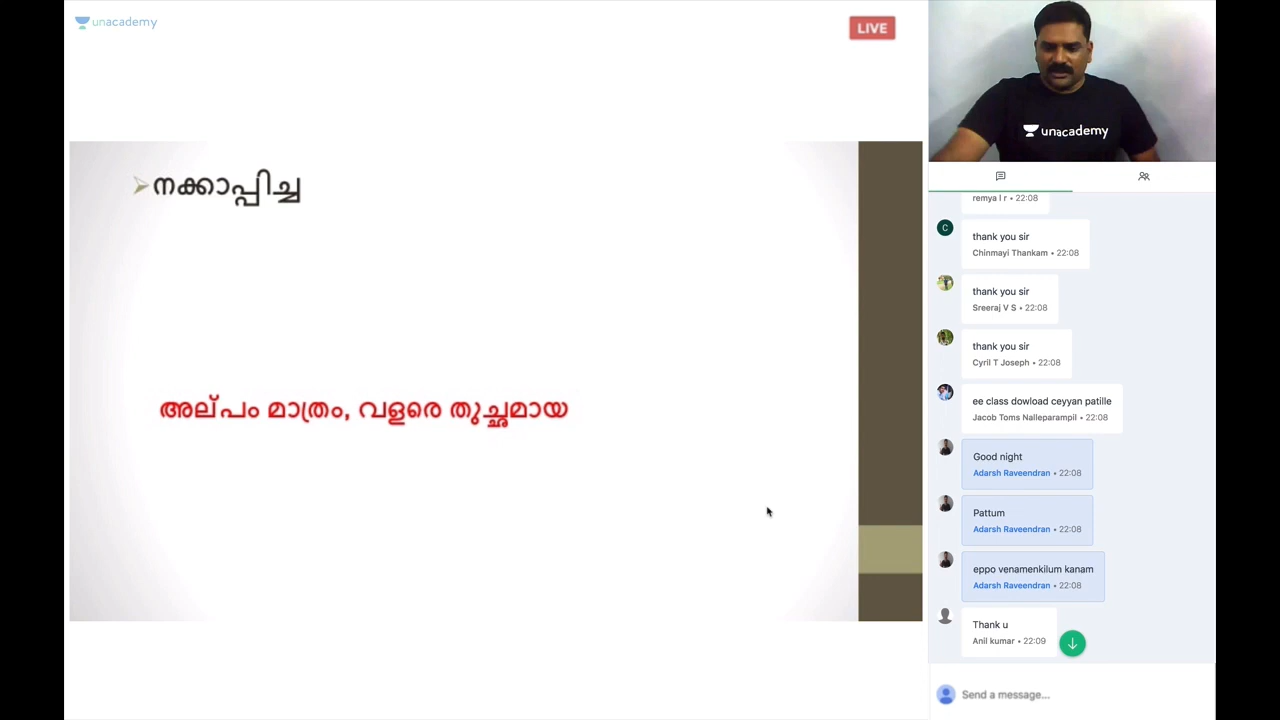 unacademy
LIVE
നക്കാപ്പിച്ച
അല്പം മാത്രം, വളരെ തുച്ഛമായ
unacademy
remya l r • 22:08
C
thank you sir
Chinmayi Thankam • 22:08
thank you sir
Sreeraj V S • 22:08
thank you sir
Cyril T Joseph • 22:08
ee class dowload ceyyan patille
Jacob Toms Nalleparampil • 22:08
Good night
Adarsh Raveendran • 22:08
Pattum
Adarsh Raveendran • 22:08
eppo venamenkilum kanam
Adarsh Raveendran • 22:08
Thank u
Anil kumar • 22:09
Send a message...